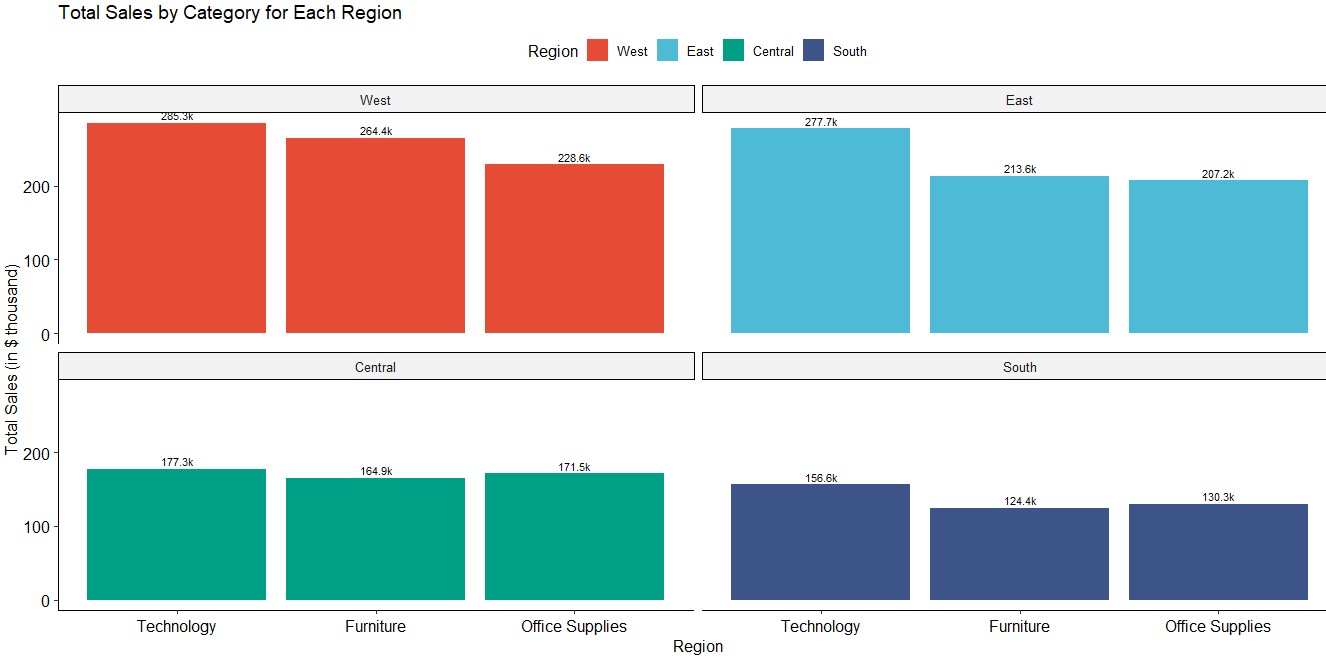 Total Sales by Category for Each Region
Region West East Central South
West
East
285.3k 264.4k 228.6k
277.7k 213.6k 207.2k
200
100
0
Total Sales (in $ thousand)
Central
South
177.3k 164.9k 171.5k
156.6k 124.4k 130.3k
200
100
0
Technology Furniture Office Supplies
Technology Furniture Office Supplies
Region